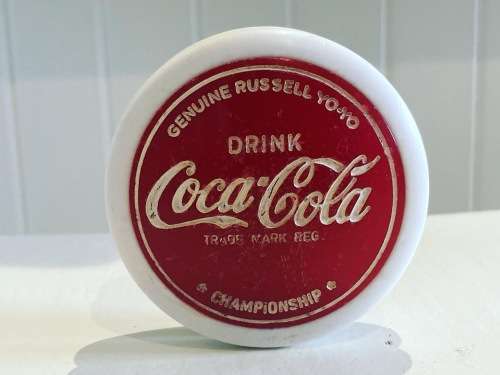 GENUINE RUSSELL YO-YO
DRINK
Coca-Cola
TRADE MARK REG.
CHAMPiONSHIP